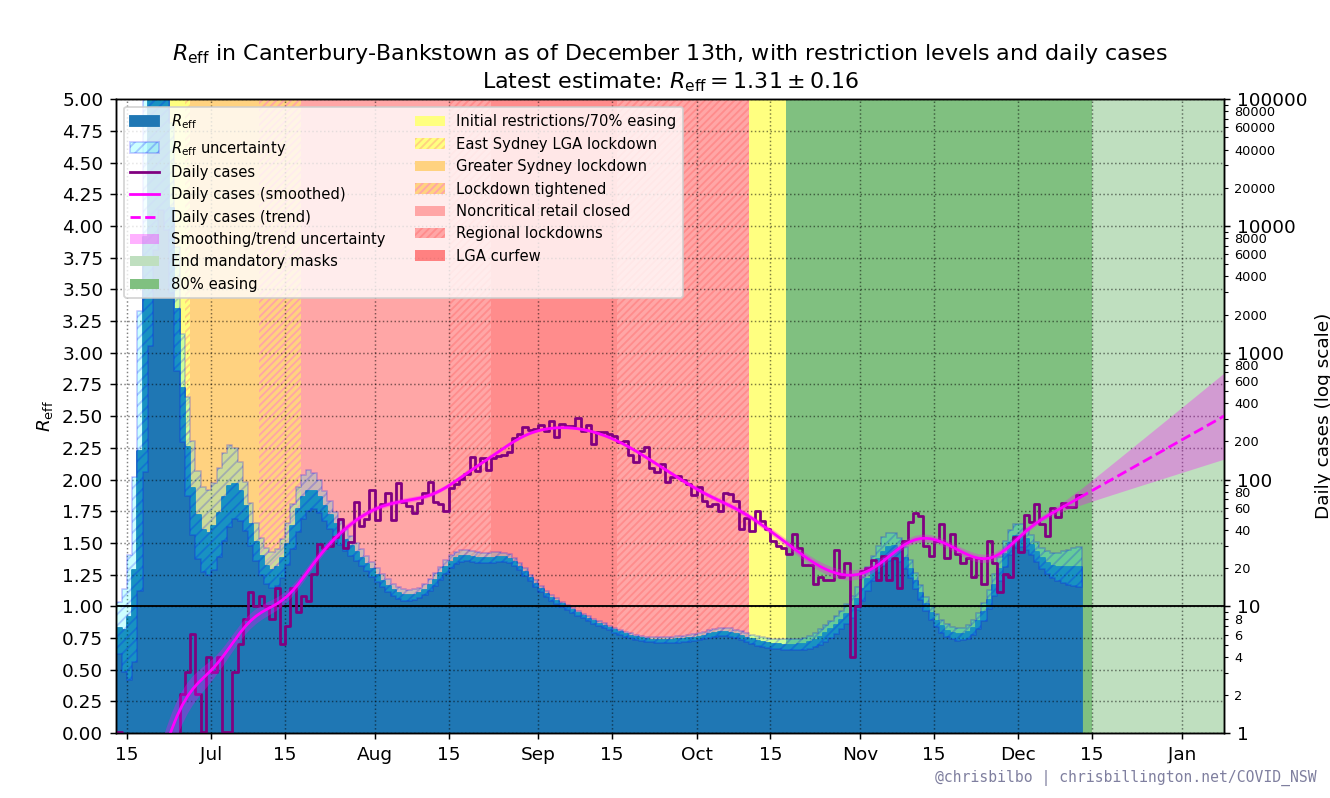 R_eff in Canterbury-Bankstown as of December 13th, with restriction levels and daily cases
Latest estimate: R_eff = 1.31 ± 0.16
R_eff
R_eff uncertainty
Daily cases
Daily cases (smoothed)
Daily cases (trend)
Smoothing/trend uncertainty
End mandatory masks
80% easing
Initial restrictions/70% easing
East Sydney LGA lockdown
Greater Sydney lockdown
Lockdown tightened
Noncritical retail closed
Regional lockdowns
LGA curfew
R_eff
5.00
4.75
4.50
4.25
4.00
3.75
3.50
3.25
3.00
2.75
2.50
2.25
2.00
1.75
1.50
1.25
1.00
0.75
0.50
0.25
0.00
15 Jul 15 Aug 15 Sep 15 Oct 15 Nov 15 Dec 15 Jan
100000
80000
60000
40000
20000
10000
8000
6000
4000
2000
1000
800
600
400
200
100
80
60
40
20
10
8
6
4
2
1
Daily cases (log scale)
@chrisbilbo | chrisbillington.net/COVID_NSW